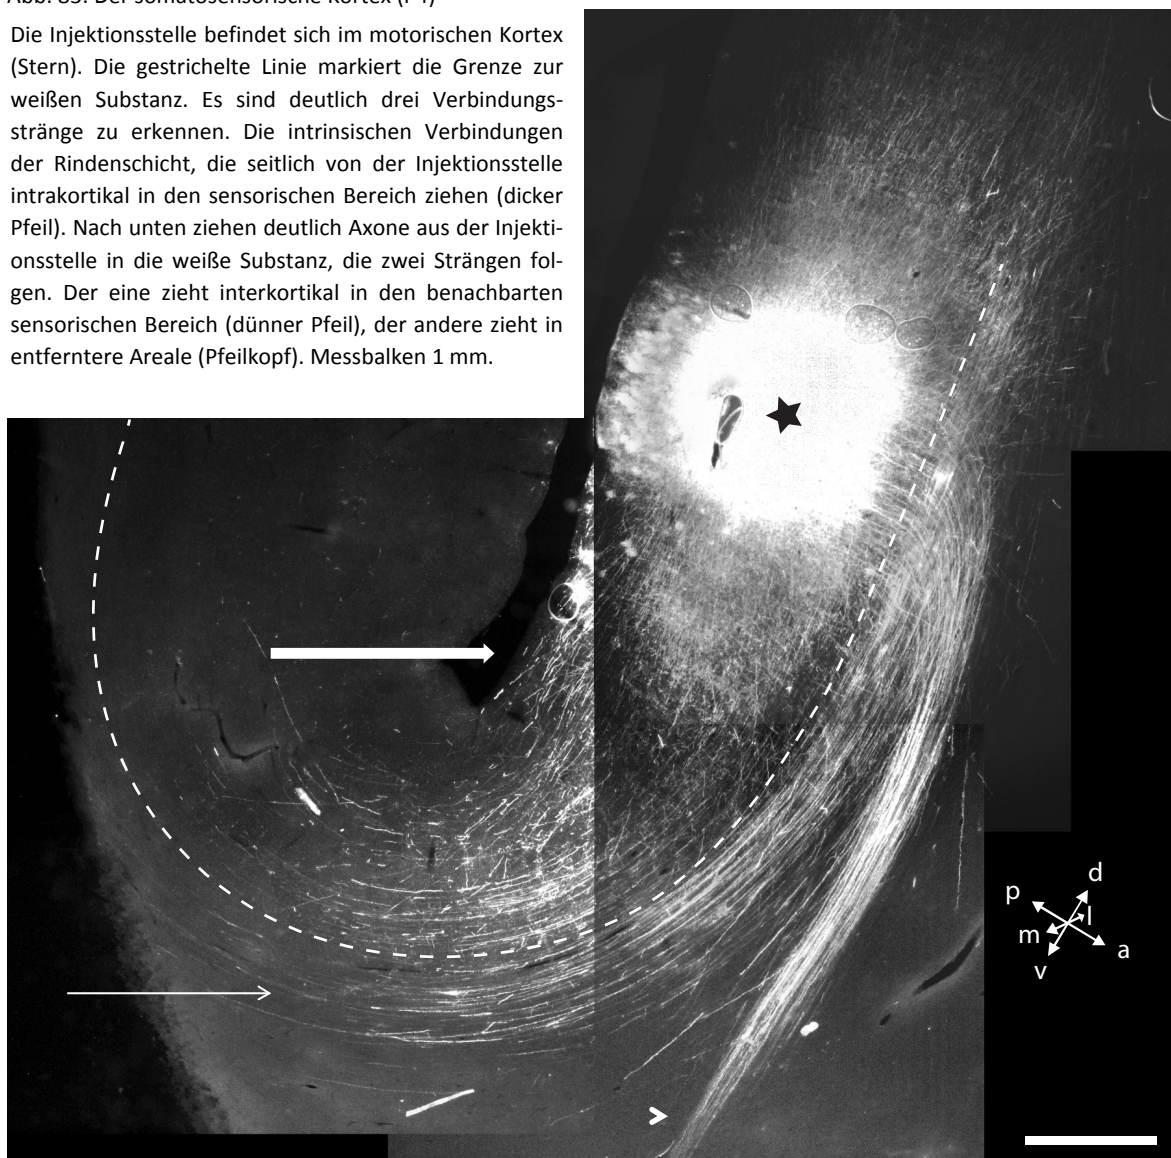 Abb. 83: Der somatosensorische Kortex (P4)
Die Injektionsstelle befindet sich im motorischen Kortex
(Stern). Die gestrichelte Linie markiert die Grenze zur
weißen Substanz. Es sind deutlich drei Verbindungs-
stränge zu erkennen. Die intrinsischen Verbindungen
der Rindenschicht, die seitlich von der Injektionsstelle
intrakortikal in den sensorischen Bereich ziehen (dicker
Pfeil). Nach unten ziehen deutlich Axone aus der Injekti-
onsstelle in die weiße Substanz, die zwei Strängen fol-
gen. Der eine zieht interkortikal in den benachbarten
sensorischen Bereich (dünner Pfeil), der andere zieht in
entferntere Areale (Pfeilkopf). Messbalken 1 mm.
d
p
l
m
a
v